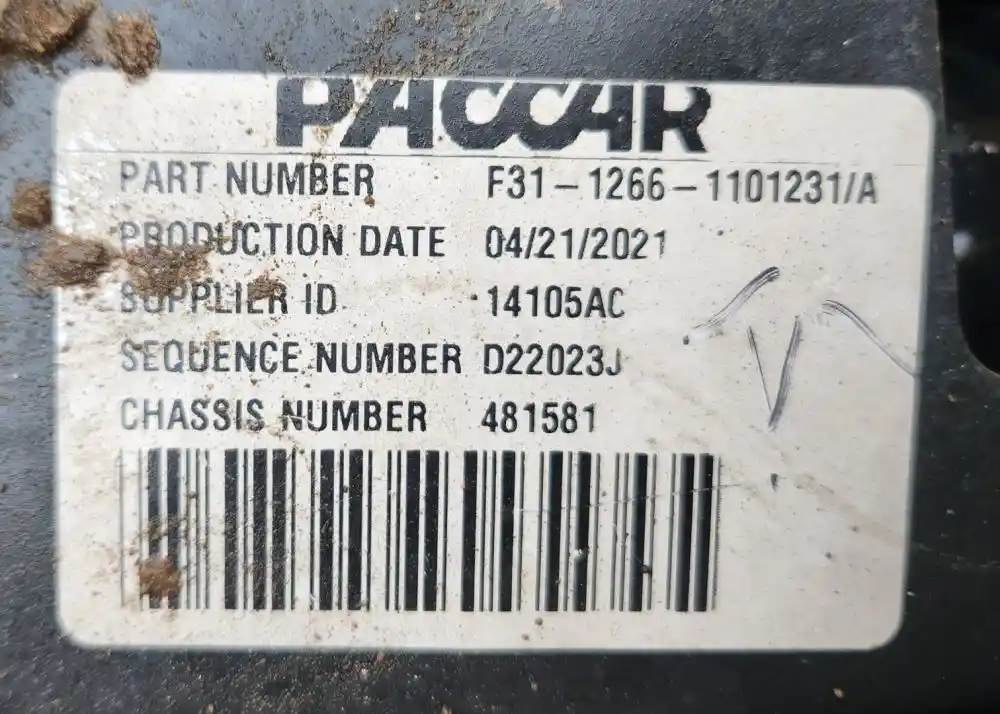 PACCAR
PART NUMBER F31-1266-1101231/A
PRODUCTION DATE 04/21/2021
SUPPLIER ID 14105AC
SEQUENCE NUMBER D22023J
CHASSIS NUMBER 481581